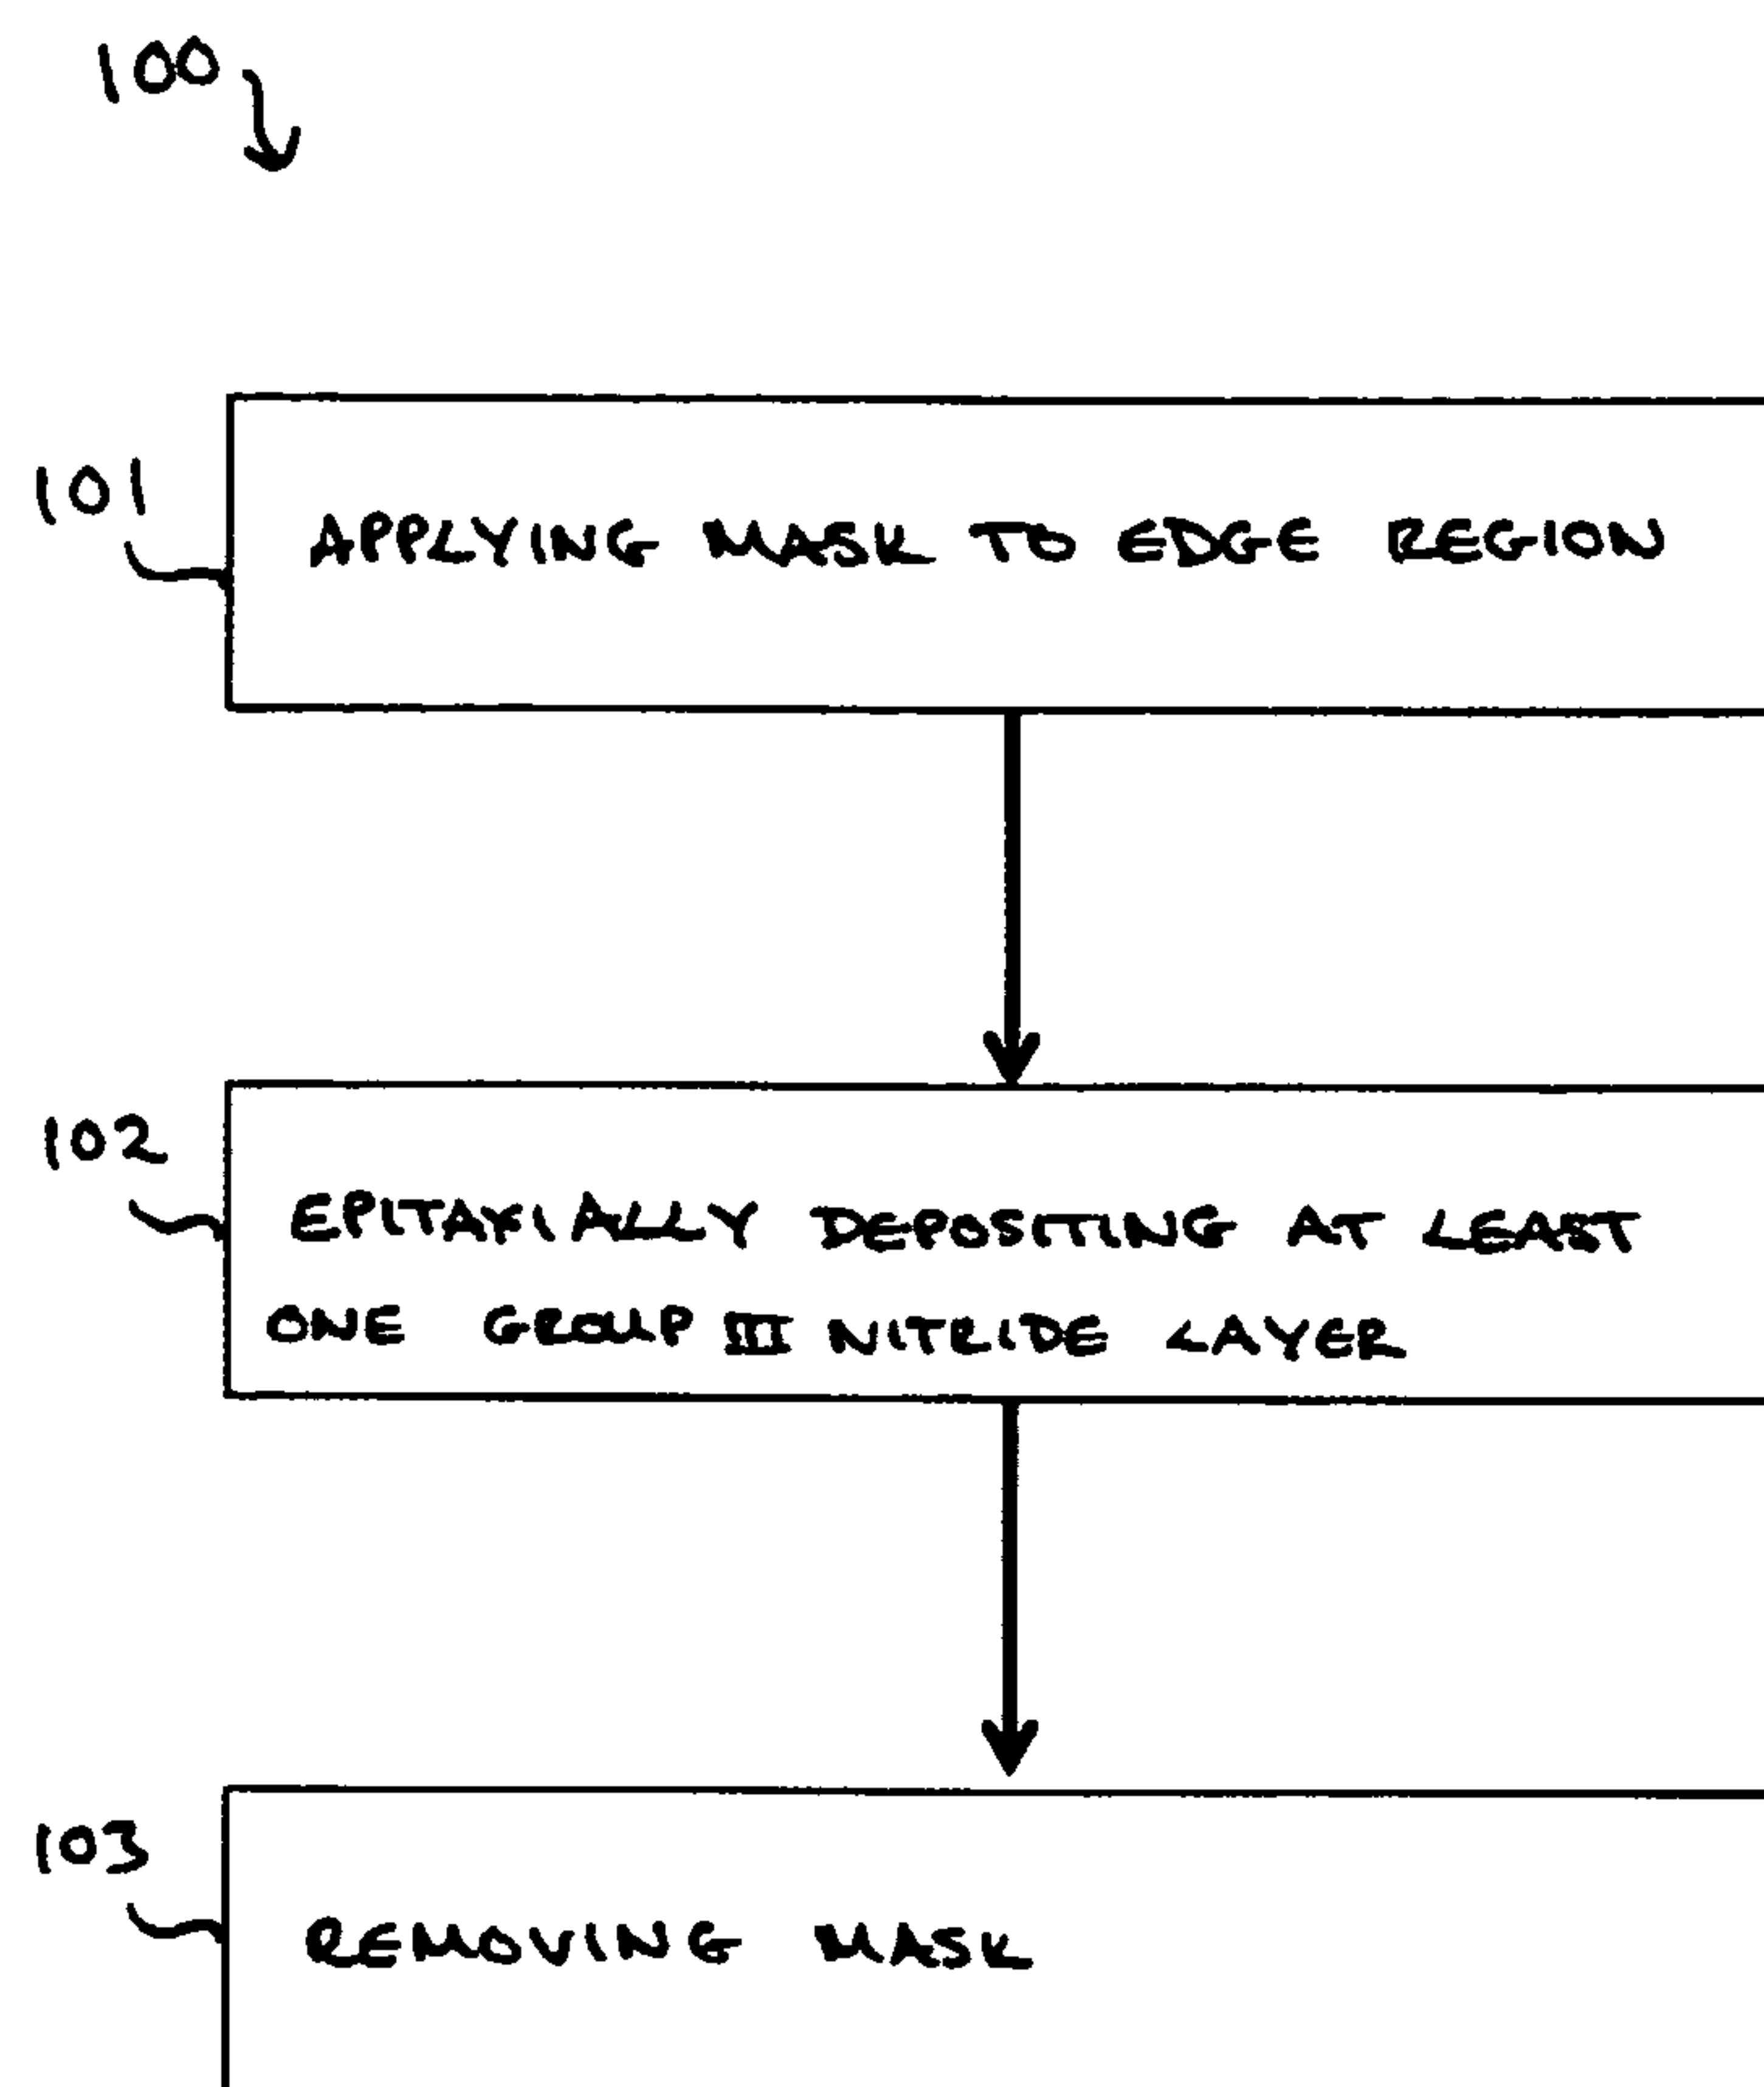 100
101
APPLYING MASK TO EDGE REGION
102
EPITAXIALLY DEPOSITING AT LEAST
ONE GROUP III NITRIDE LAYER
103
REMOVING MASK